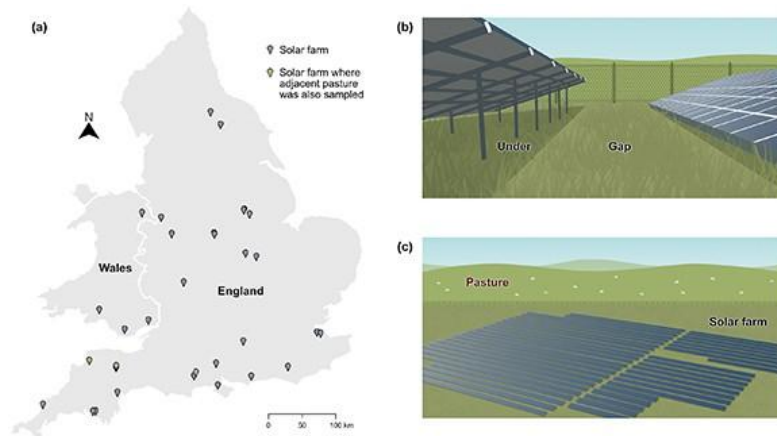 (a)
Solar farm
Solar farm where
adjacent pasture
was also sampled
N
Wales
England
0 50 100 km
(b)
Under
Gap
(c)
Pasture
Solar farm